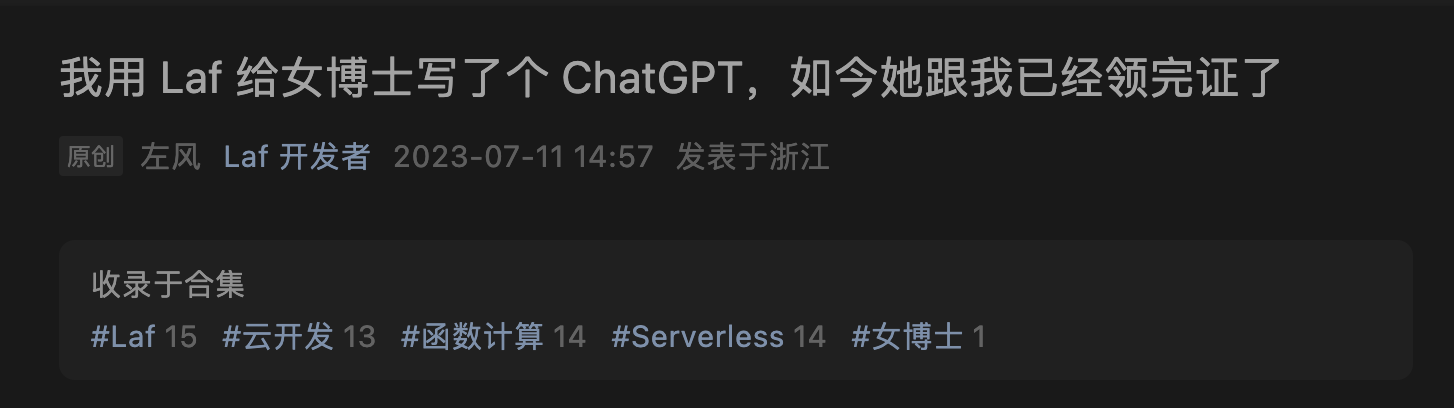 我用 Laf 给女博士写了个 ChatGPT，如今她跟我已经领完证了
原创 左风 Laf 开发者 2023-07-11 14:57 发表于浙江
收录于合集
#Laf 15 #云开发 13 #函数计算 14 #Serverless 14 #女博士 1